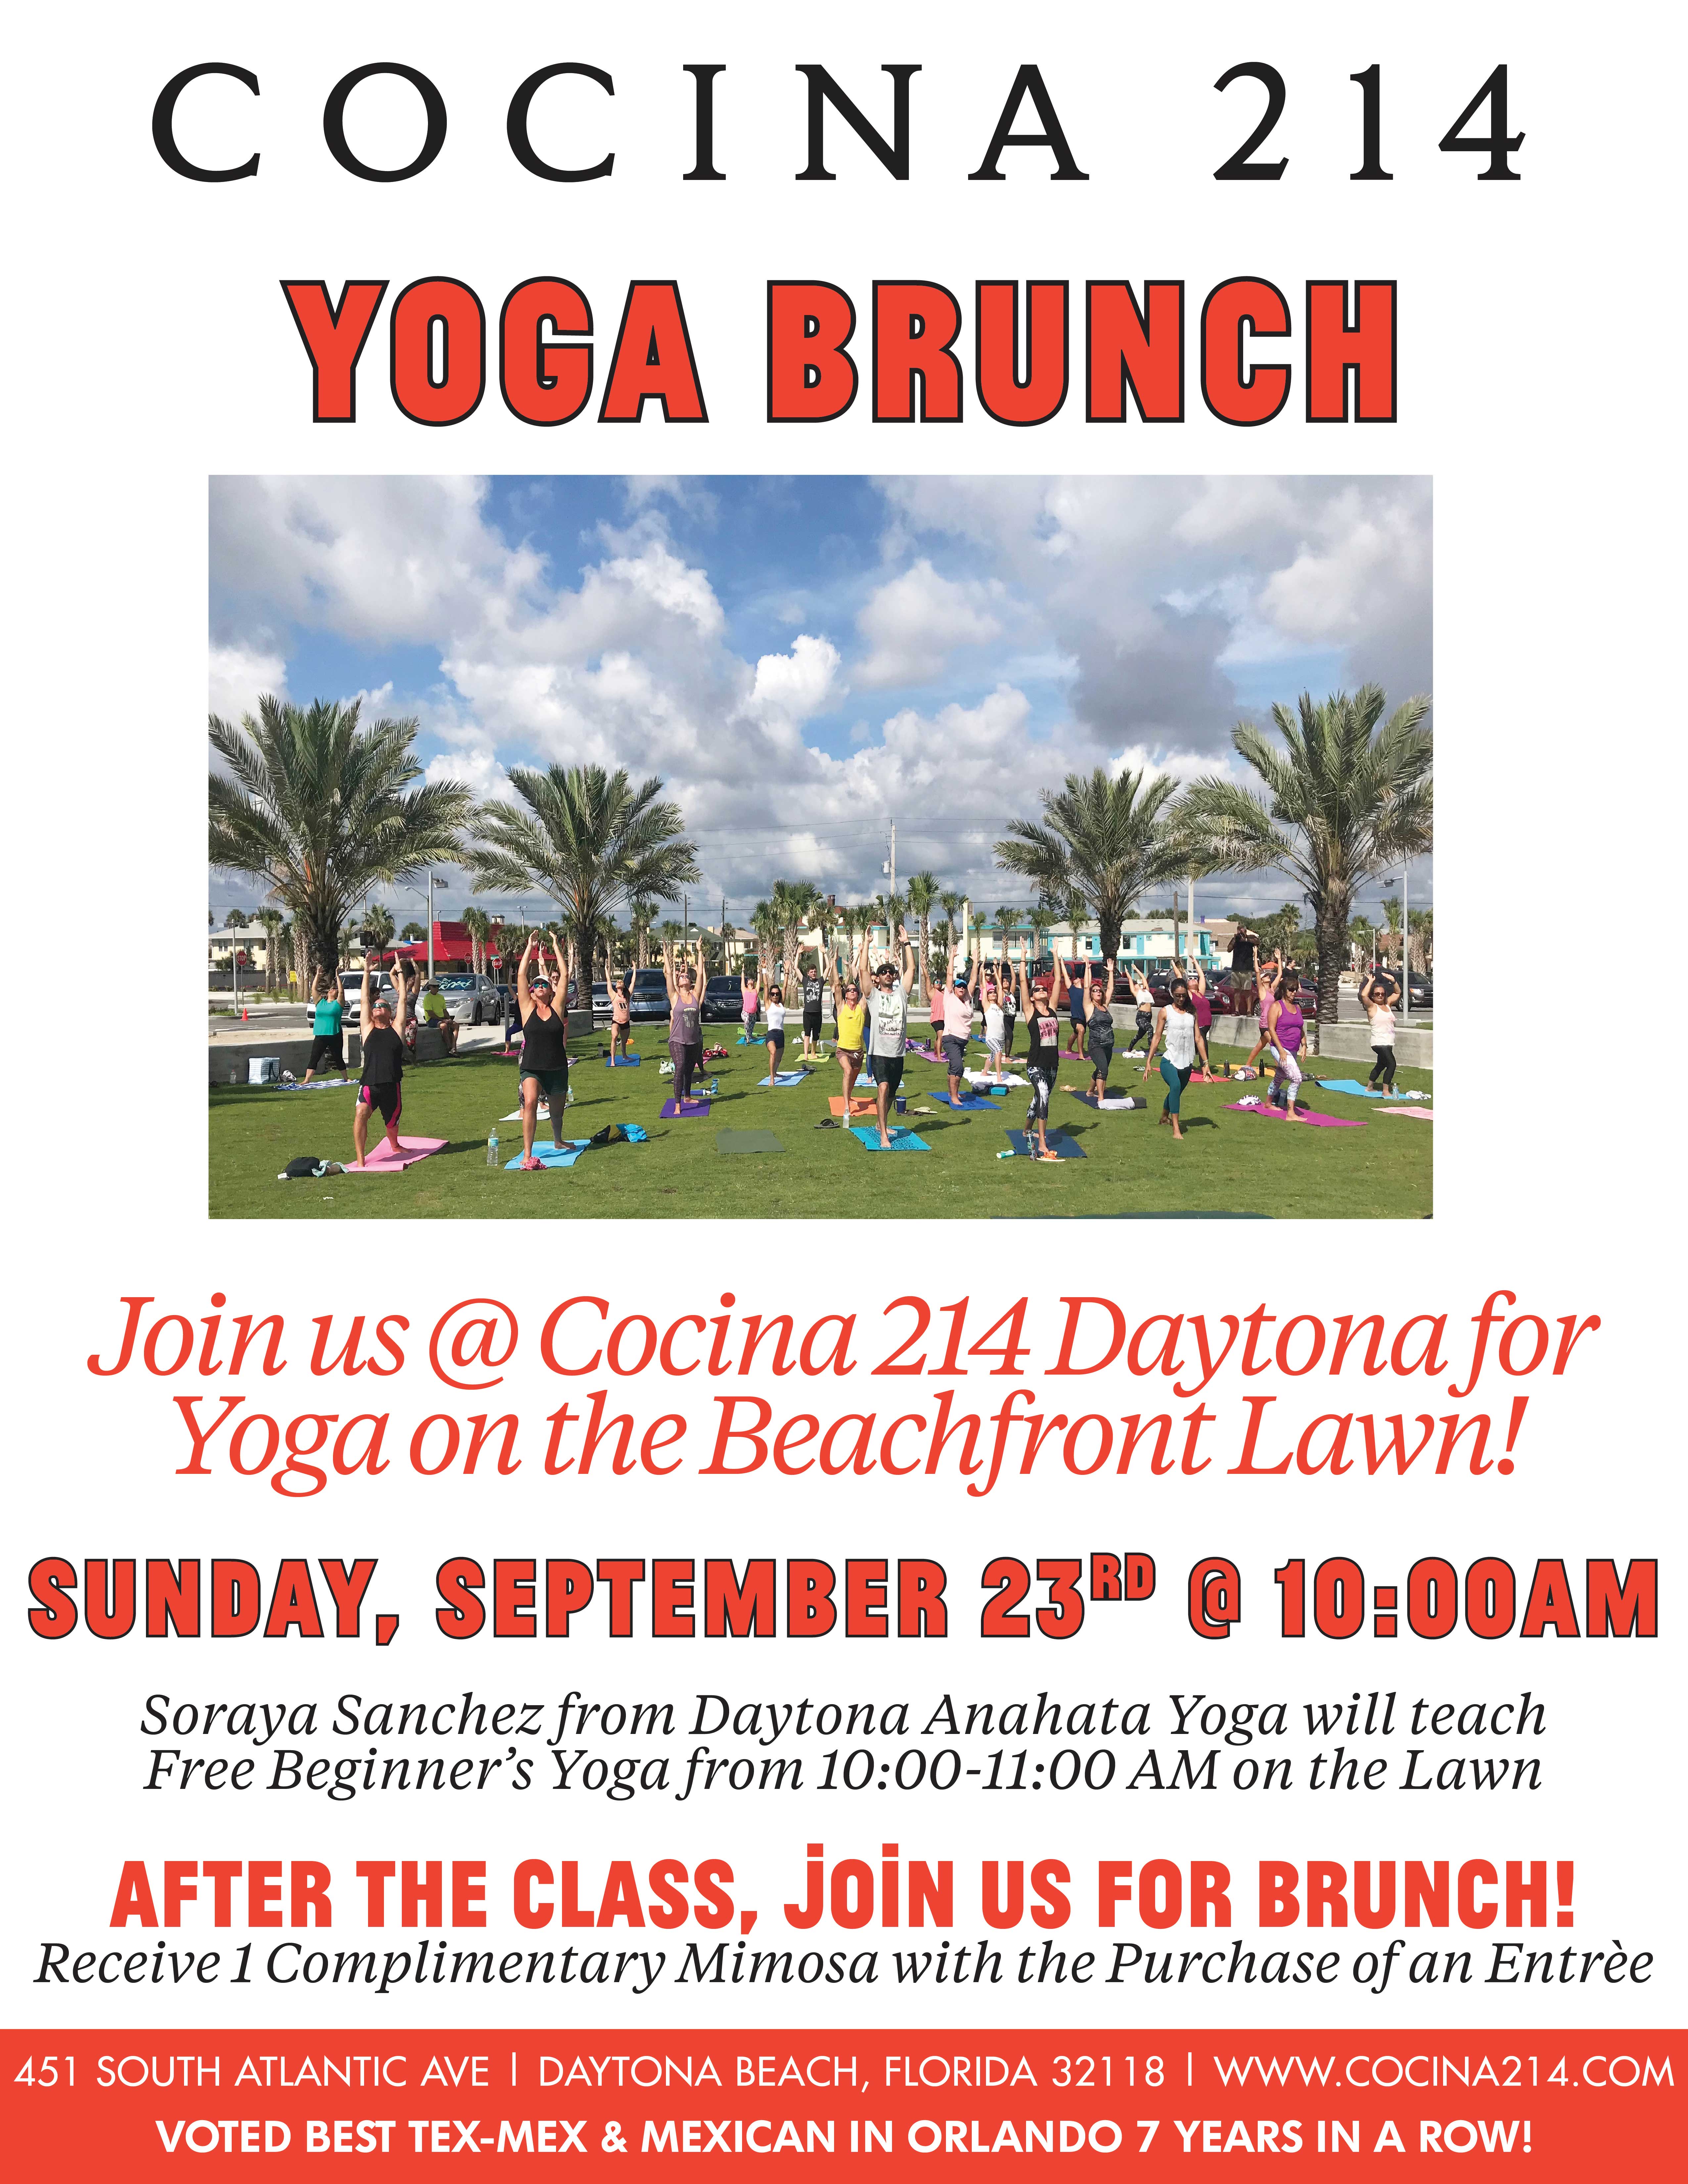 COCINA 214
YOGA BRUNCH
Join us @ Cocina 214 Daytona for
Yoga on the Beachfront Lawn!
SUNDAY, SEPTEMBER 23RD @ 10:00AM
Soraya Sanchez from Daytona Anahata Yoga will teach
Free Beginner’s Yoga from 10:00-11:00 AM on the Lawn
AFTER THE CLASS, JOIN US FOR BRUNCH!
Receive 1 Complimentary Mimosa with the Purchase of an Entrèe
451 SOUTH ATLANTIC AVE | DAYTONA BEACH, FLORIDA 32118 | WWW.COCINA214.COM
VOTED BEST TEX-MEX & MEXICAN IN ORLANDO 7 YEARS IN A ROW!